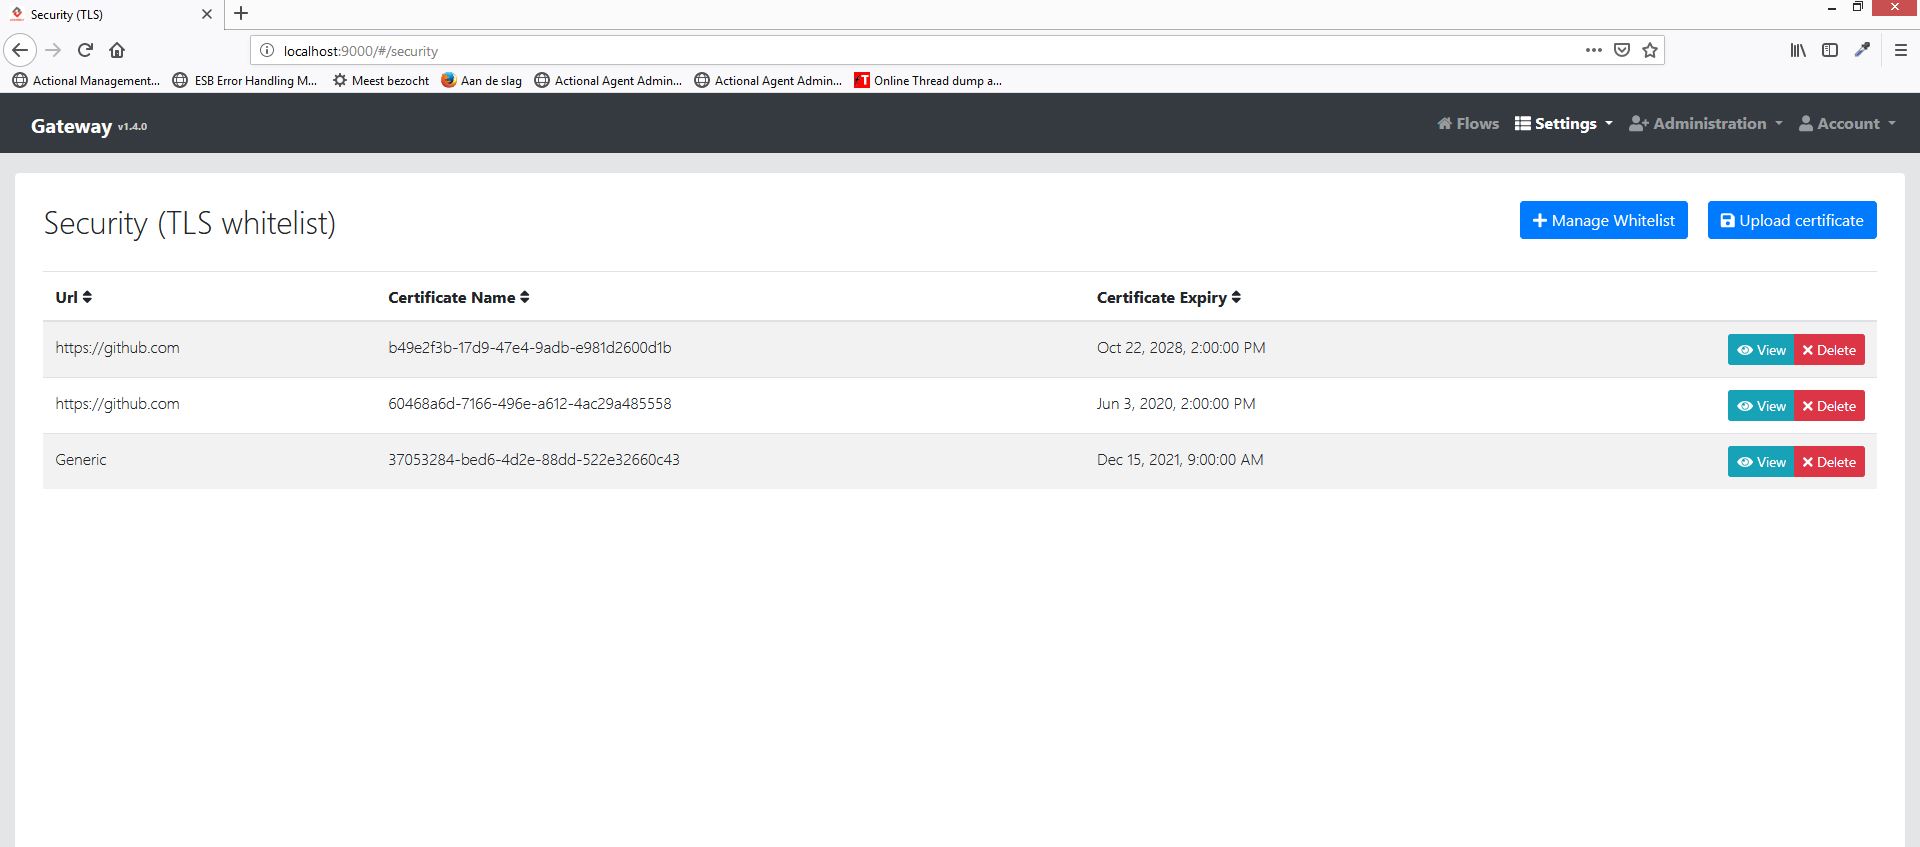 Security (TLS)
localhost:9000/#/security
Actional Management... ESB Error Handling M... Meest bezocht Aan de slag Actional Agent Admin... Actional Agent Admin... Online Thread dump a...
Gateway v1.4.0 Flows Settings Administration Account
Security (TLS whitelist) Manage Whitelist Upload certificate
Url Certificate Name Certificate Expiry
https://github.com b49e2f3b-17d9-47e4-9adb-e981d2600d1b Oct 22, 2028, 2:00:00 PM View Delete
https://github.com 60468a6d-7166-496e-a612-4ac29a485558 Jun 3, 2020, 2:00:00 PM View Delete
Generic 37053284-bed6-4d2e-88dd-522e32660c43 Dec 15, 2021, 9:00:00 AM View Delete